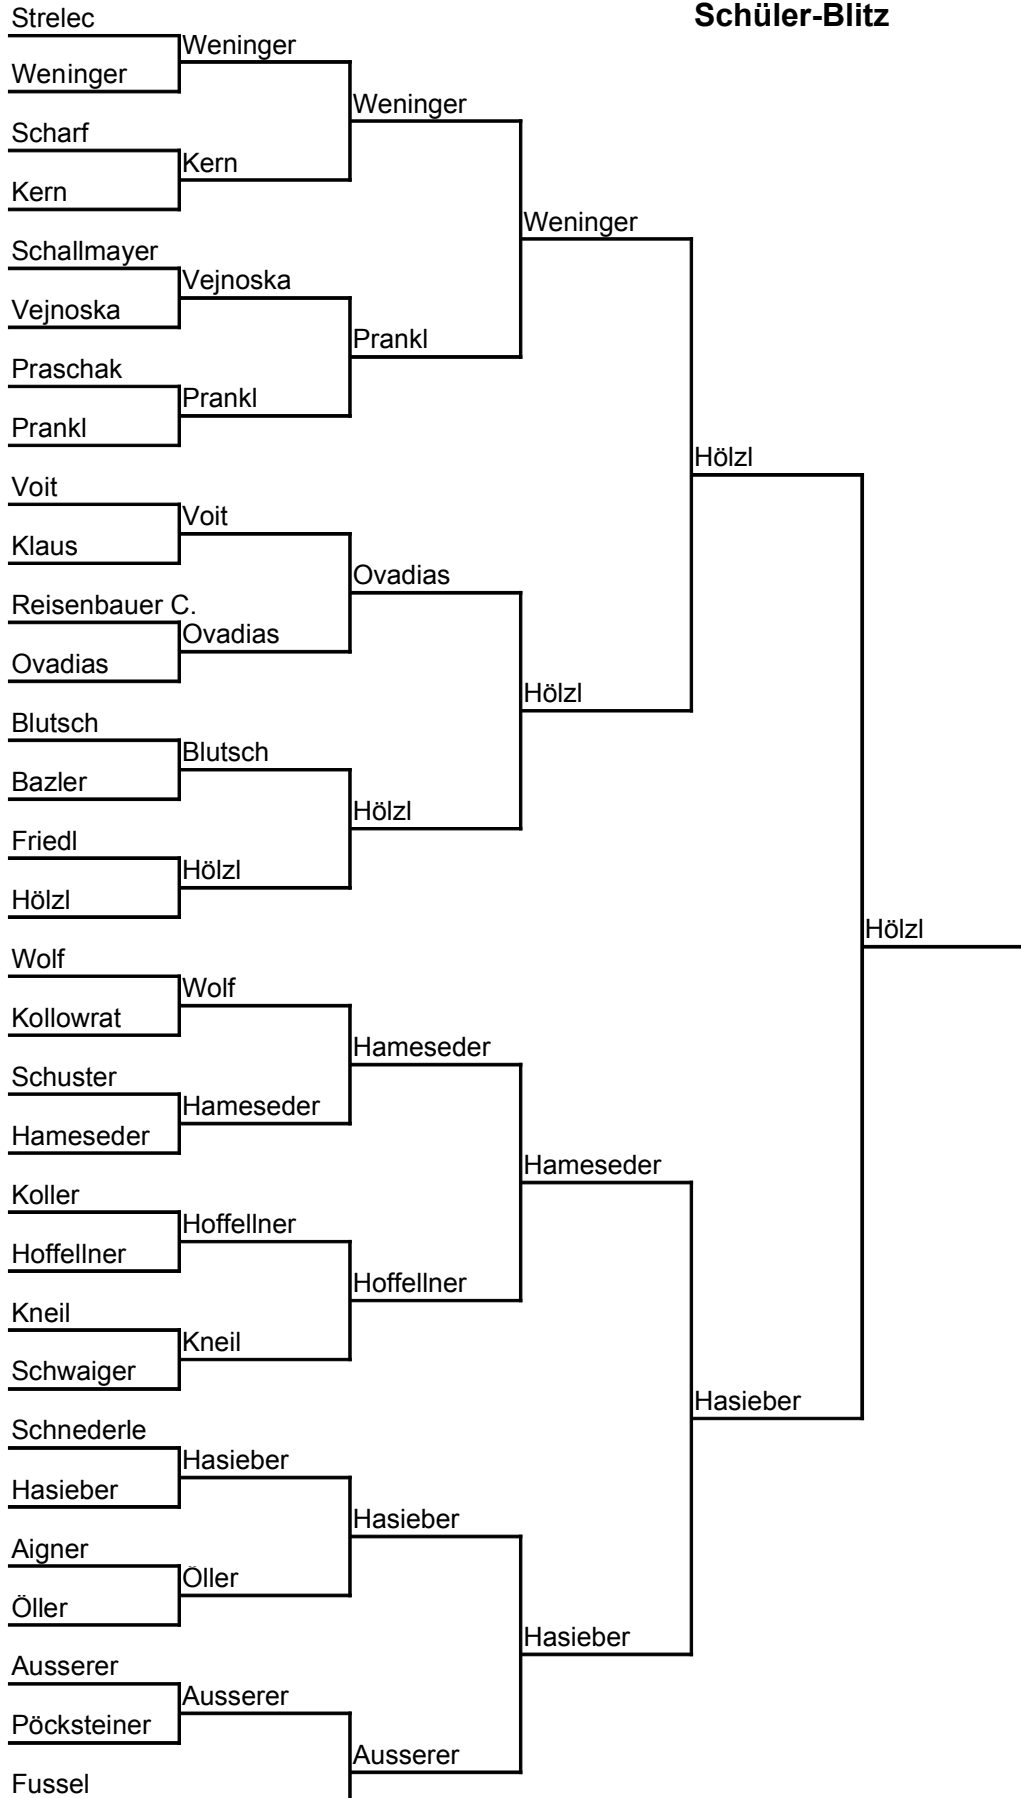 Schüler-Blitz
Strelec
Weninger
Weninger
Weninger
Scharf
Kern
Kern
Weninger
Schallmayer
Vejnoska
Vejnoska
Prankl
Praschak
Prankl
Prankl
Hölzl
Voit
Voit
Klaus
Ovadias
Reisenbauer C.
Ovadias
Ovadias
Hölzl
Blutsch
Blutsch
Bazler
Hölzl
Friedl
Hölzl
Hölzl
Hölzl
Wolf
Wolf
Kollowrat
Hameseder
Schuster
Hameseder
Hameseder
Hameseder
Koller
Hoffellner
Hoffellner
Hoffellner
Kneil
Kneil
Schwaiger
Hasieber
Schnederle
Hasieber
Hasieber
Hasieber
Aigner
Öller
Öller
Hasieber
Ausserer
Ausserer
Pöcksteiner
Ausserer
Fussel